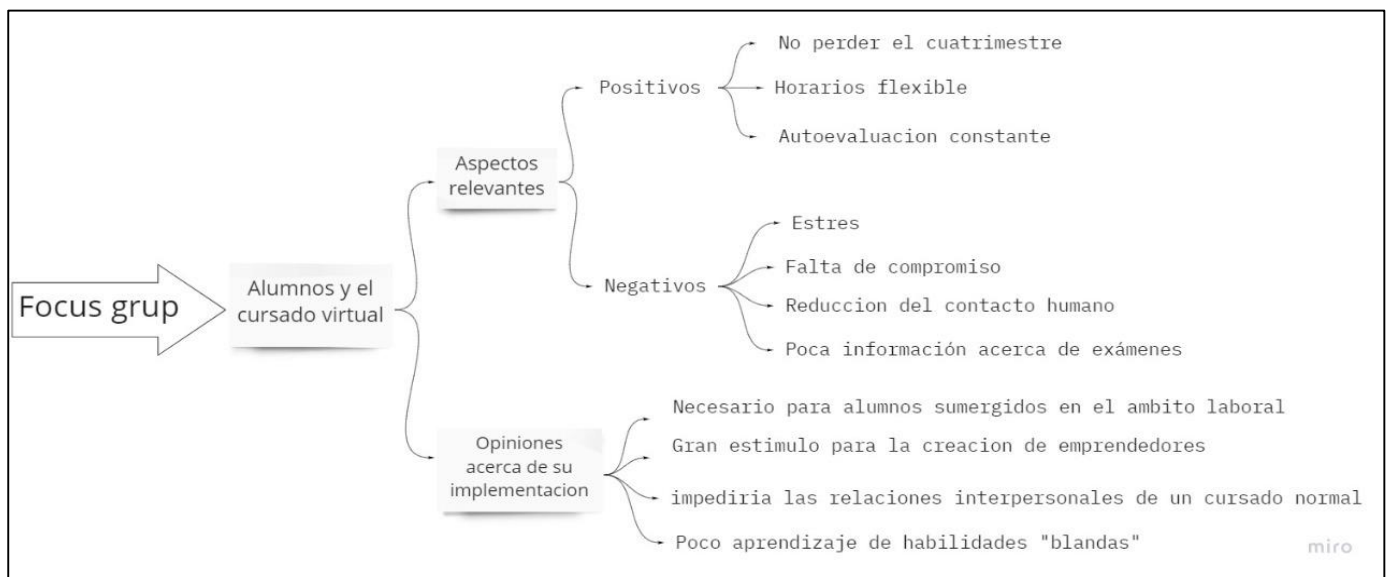 Focus grup
Alumnos y el
cursado virtual
Aspectos
relevantes
Positivos
No perder el cuatrimestre
Horarios flexible
Autoevaluacion constante
Negativos
Estres
Falta de compromiso
Reduccion del contacto humano
Poca información acerca de exámenes
Opiniones
acerca de su
implementacion
Necesario para alumnos sumergidos en el ambito laboral
Gran estimulo para la creacion de emprendedores
impediria las relaciones interpersonales de un cursado normal
Poco aprendizaje de habilidades "blandas"
miro